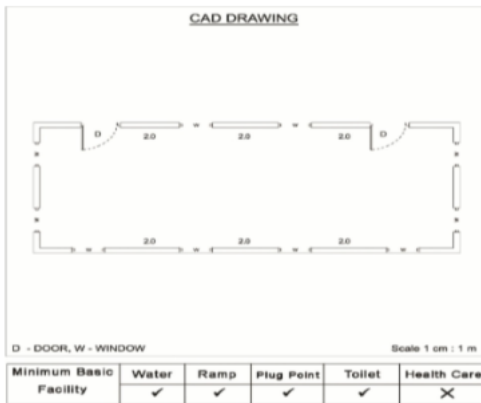 CAD DRAWING
D W W D
2.0 2.0 2.0
2.0 2.0 2.0
W W W W
D - DOOR, W - WINDOW Scale 1 cm : 1 m
Minimum Basic Facility Water Ramp Plug Point Toilet Health Care
✓ ✓ ✓ ✓ ✕